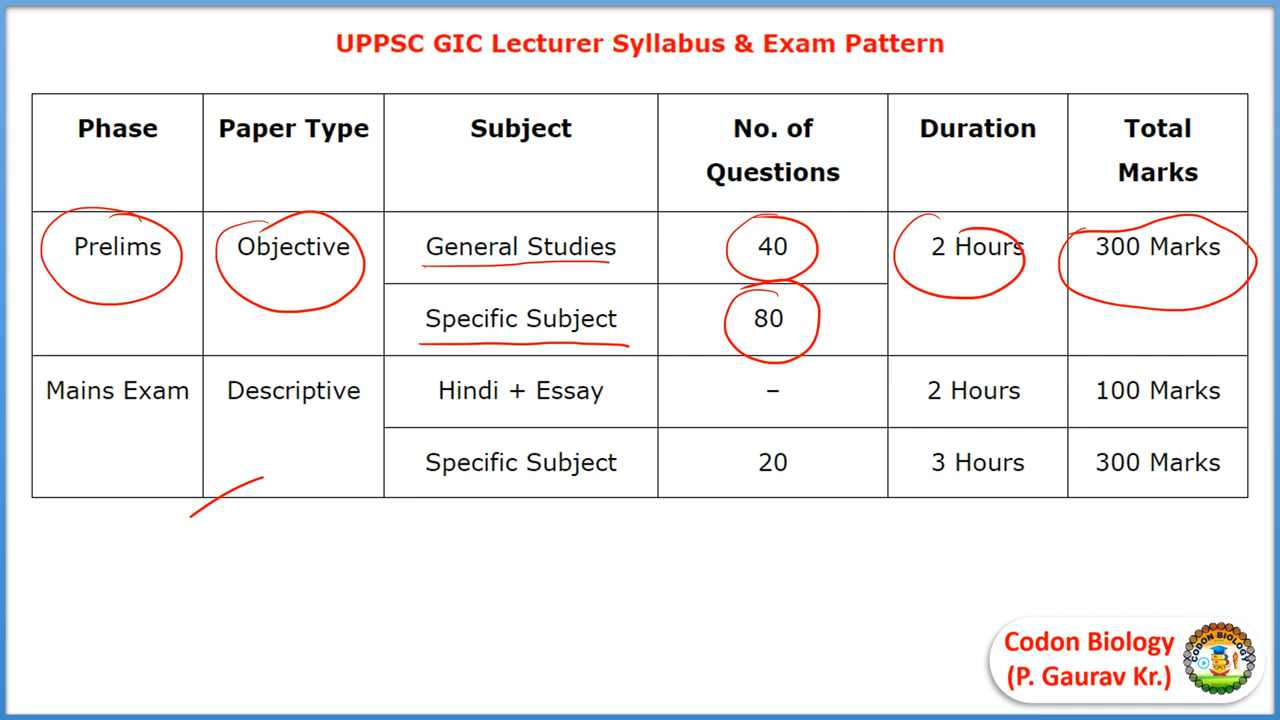 UPPSC GIC Lecturer Syllabus & Exam Pattern
Phase Paper Type Subject No. of Questions Duration Total Marks
Prelims Objective General Studies 40 2 Hours 300 Marks
Specific Subject 80
Mains Exam Descriptive Hindi + Essay – 2 Hours 100 Marks
Specific Subject 20 3 Hours 300 Marks
Codon Biology
(P. Gaurav Kr.)
CODON BIOLOGY